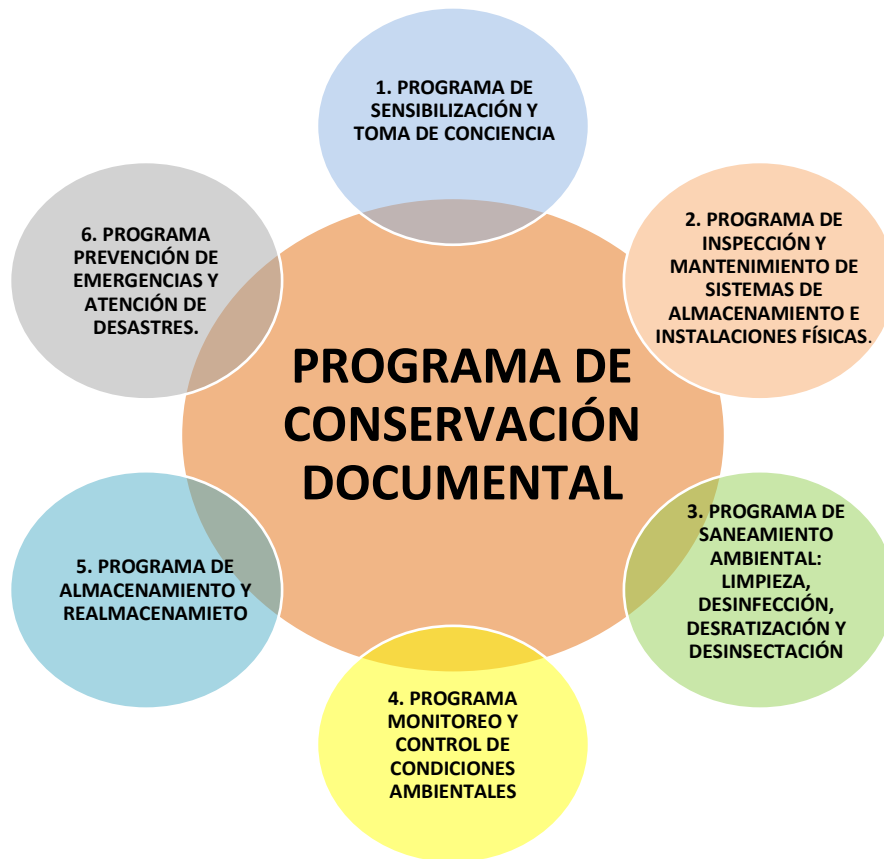 1. PROGRAMA DE
SENSIBILIZACIÓN Y
TOMA DE CONCIENCIA
2. PROGRAMA DE
INSPECCIÓN Y
MANTENIMIENTO DE
SISTEMAS DE
ALMACENAMIENTO E
INSTALACIONES FÍSICAS.
3. PROGRAMA DE
SANEAMIENTO
AMBIENTAL:
LIMPIEZA,
DESINFECCIÓN,
DESRATIZACIÓN Y
DESINSECTACIÓN
4. PROGRAMA
MONITOREO Y
CONTROL DE
CONDICIONES
AMBIENTALES
5. PROGRAMA DE
ALMACENAMIENTO Y
REALMACENAMIETO
6. PROGRAMA
PREVENCIÓN DE
EMERGENCIAS Y
ATENCIÓN DE
DESASTRES.
PROGRAMA DE
CONSERVACIÓN
DOCUMENTAL